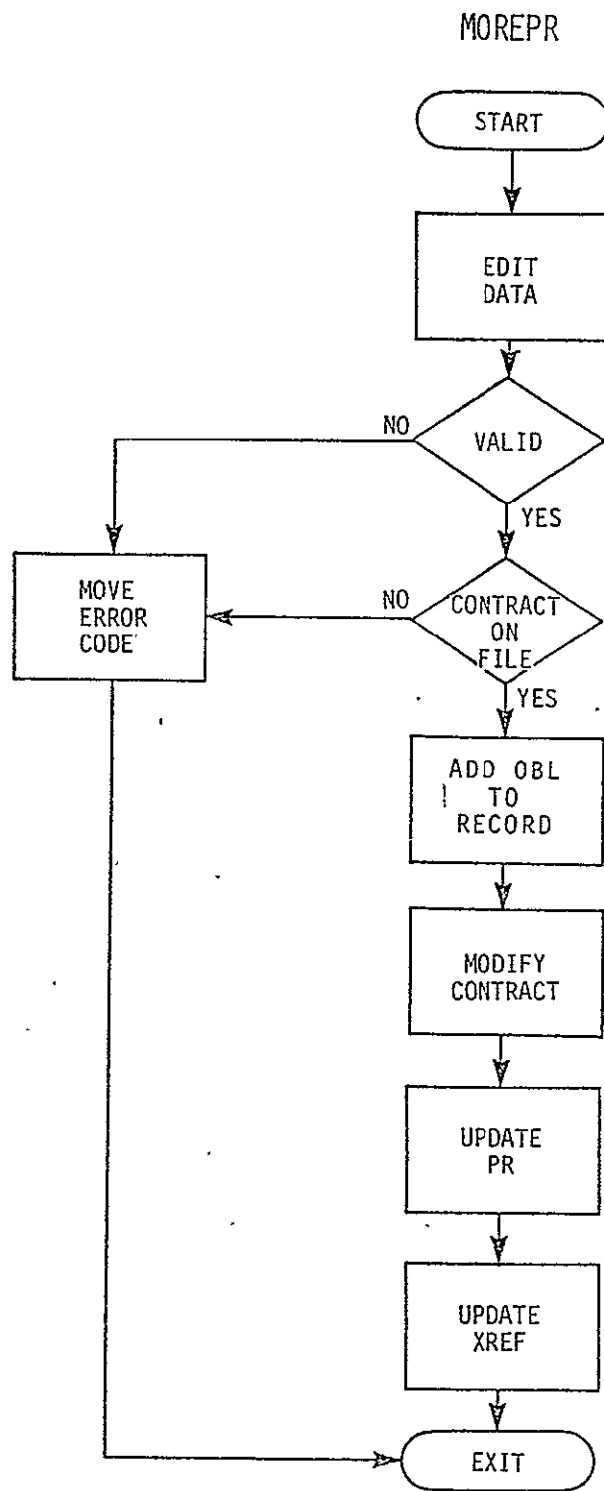 MOREPR
START
EDIT
DATA
NO
VALID
YES
MOVE
ERROR
CODE
NO
CONTRACT
ON
FILE
YES
ADD OBL
TO
RECORD
MODIFY
CONTRACT
UPDATE
PR
UPDATE
XREF
EXIT